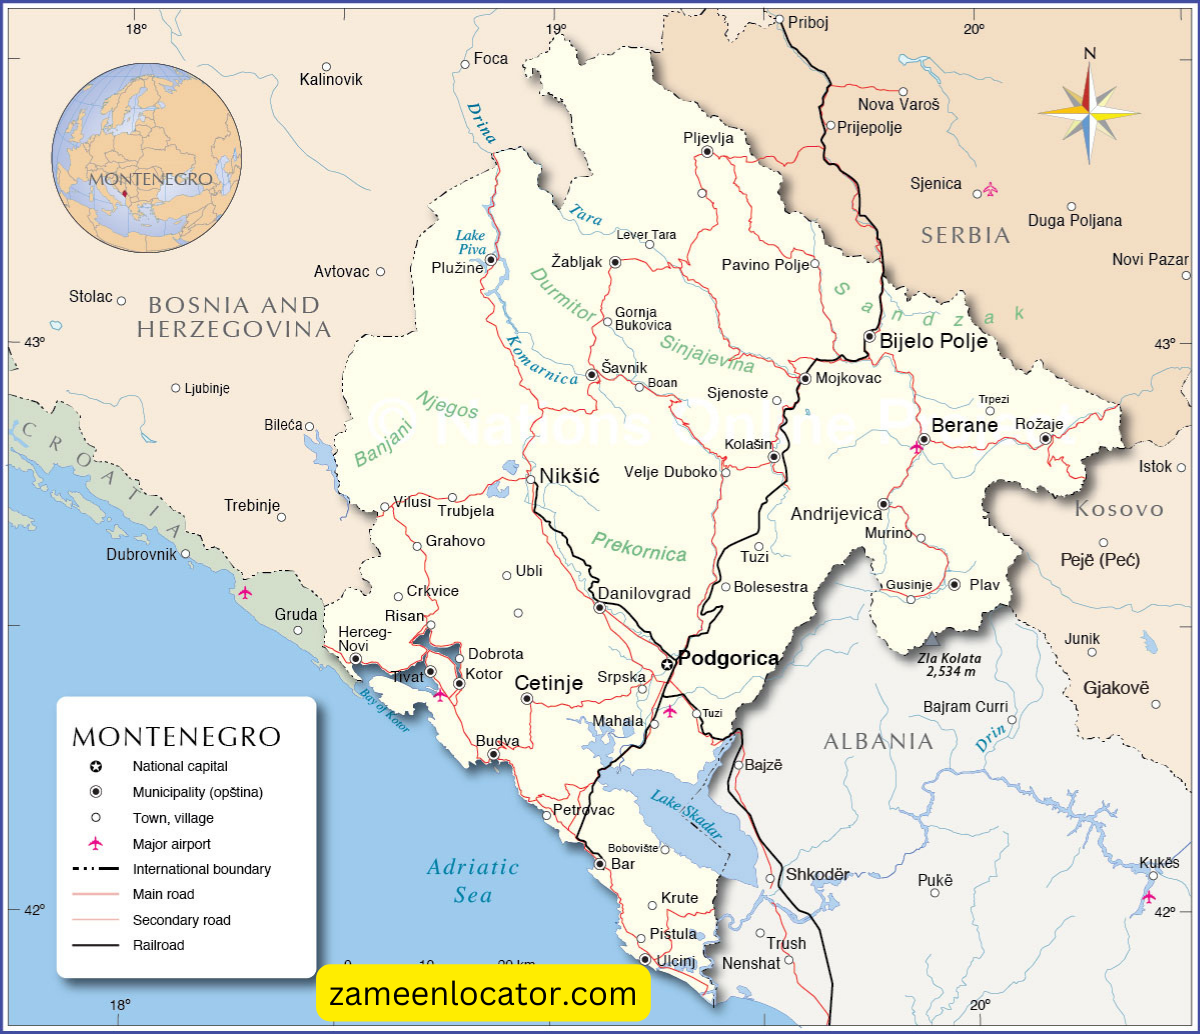 18°
19°
20°
Priboj
Foca
Kalinovik
N
Nova Varoš
Drina
Prijepolje
Pljevlja
MONTENEGRO
Sjenica
Tara
Duga Poljana
Lever Tara
SERBIA
Lake
Piva
Plužine
Žabljak
Pavino Polje
Novi Pazar
Avtovac
Stolac
BOSNIA AND
HERZEGOVINA
Durmitor
Sandzak
Gornja
Bukovica
43°
43°
Komarnica
Sinjajevina
Bijelo Polje
Šavnik
Boan
Mojkovac
Ljubinje
Sjenoste
Trpezi
Njegos
Banjani
© Nations Online Project
CROATIA
Bileća
Berane
Rožaje
Kolašin
Istok
Nikšić
Velje Duboko
Vilusi
Trubjela
Trebinje
Andrijevica
Kosovo
Murino
Grahovo
Prekornica
Dubrovnik
Tuzi
Pejë (Peć)
Ubli
Gusinje
Plav
Crkvice
Bolesestra
Danilovgrad
Gruda
Risan
Herceg-
Novi
Junik
Dobrota
Podgorica
Zla Kolata
2,534 m
Tivat
Kotor
Srpska
Cetinje
Gjakovë
Bay of Kotor
Mahala
Tuzi
Bajram Curri
Drin
Budva
ALBANIA
Bajzë
MONTENEGRO
National capital
Municipality (opština)
Town, village
Major airport
International boundary
Main road
Secondary road
Railroad
Lake Skadar
Petrovac
Bobovište
Bar
Adriatic
Sea
Shkodër
Kukës
Pukë
Krute
42°
42°
Pistula
Trush
Ulcinj
Nenshat
0 10 20 km
zameenlocator.com
18°
20°